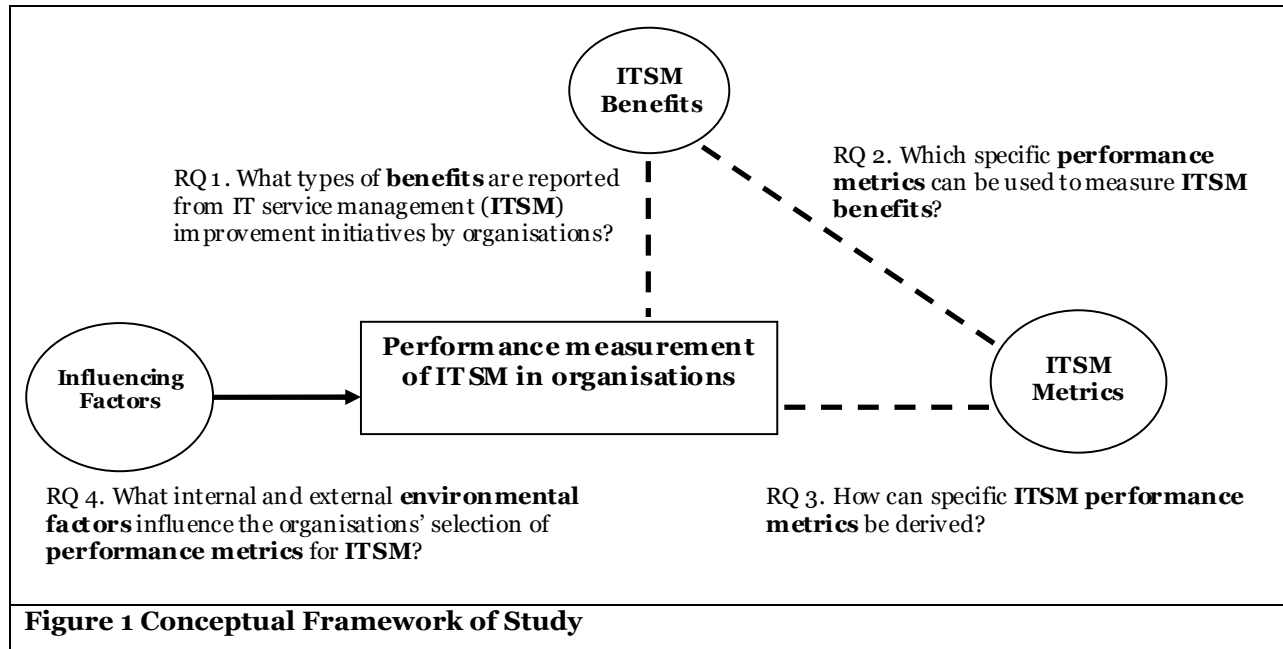 ITSM
Benefits
RQ 1. What types of benefits are reported
from IT service management (ITSM)
improvement initiatives by organisations?
RQ 2. Which specific performance
metrics can be used to measure ITSM
benefits?
Influencing
Factors
Performance measurement
of ITSM in organisations
ITSM
Metrics
RQ 4. What internal and external environmental
factors influence the organisations’ selection of
performance metrics for ITSM?
RQ 3. How can specific ITSM performance
metrics be derived?
Figure 1 Conceptual Framework of Study